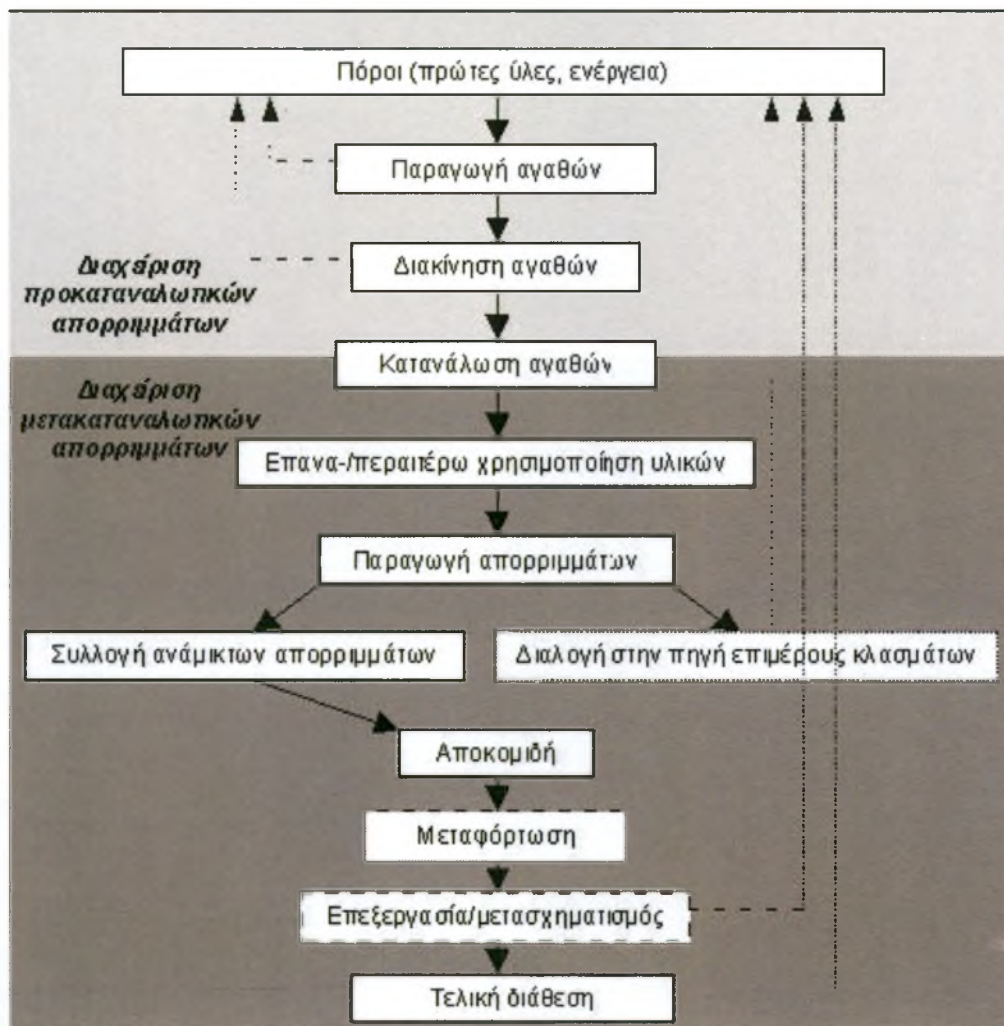 Πόροι (πρώτες ύλες, ενέργεια)
Παραγωγή αγαθών
Διακίνηση αγαθών
Διαχείριση
προκαταναλωτικών
απορριμμάτων
Κατανάλωση αγαθών
Διαχείριση
μετακαταναλωτικών
απορριμμάτων
Επανα-/περαιτέρω χρησιμοποίηση υλικών
Παραγωγή απορριμμάτων
Συλλογή ανάμικτων απορριμμάτων
Διαλογή στην πηγή επιμέρους κλασμάτων
Αποκομιδή
Μεταφόρτωση
Επεξεργασία/μετασχηματισμός
Τελική διάθεση